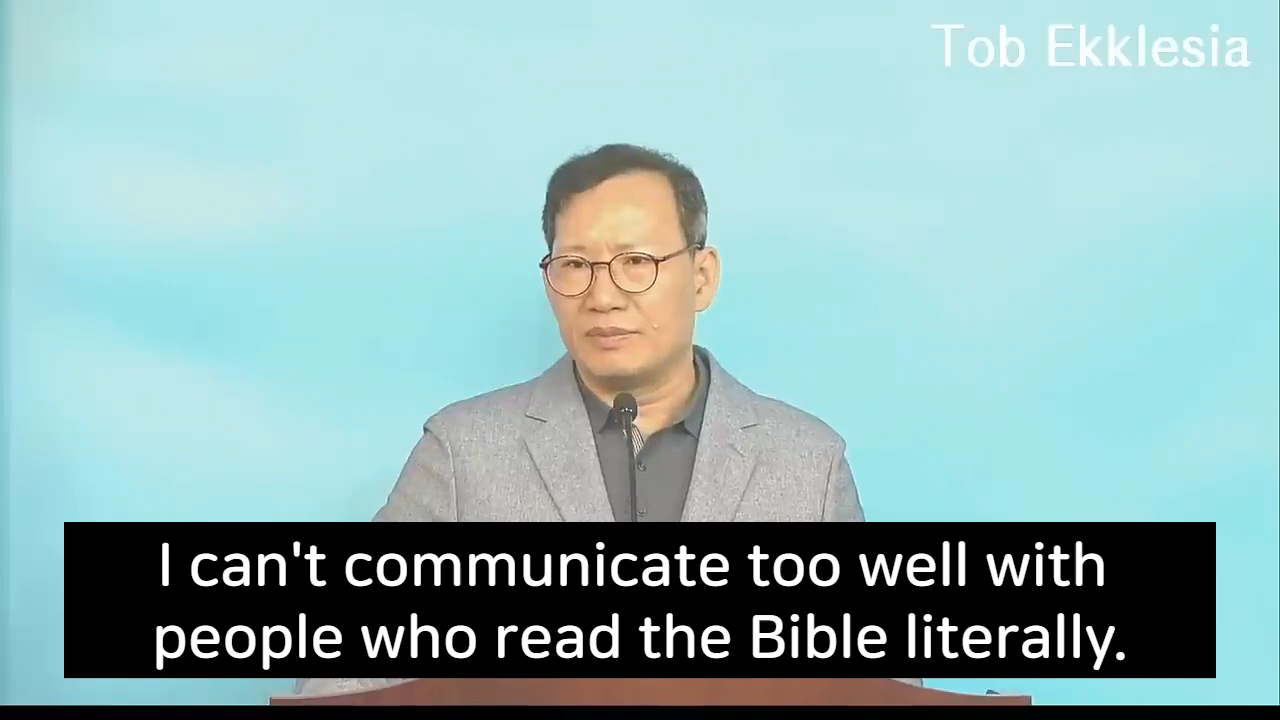 Tob Ekklesia
I can't communicate too well with
people who read the Bible literally.